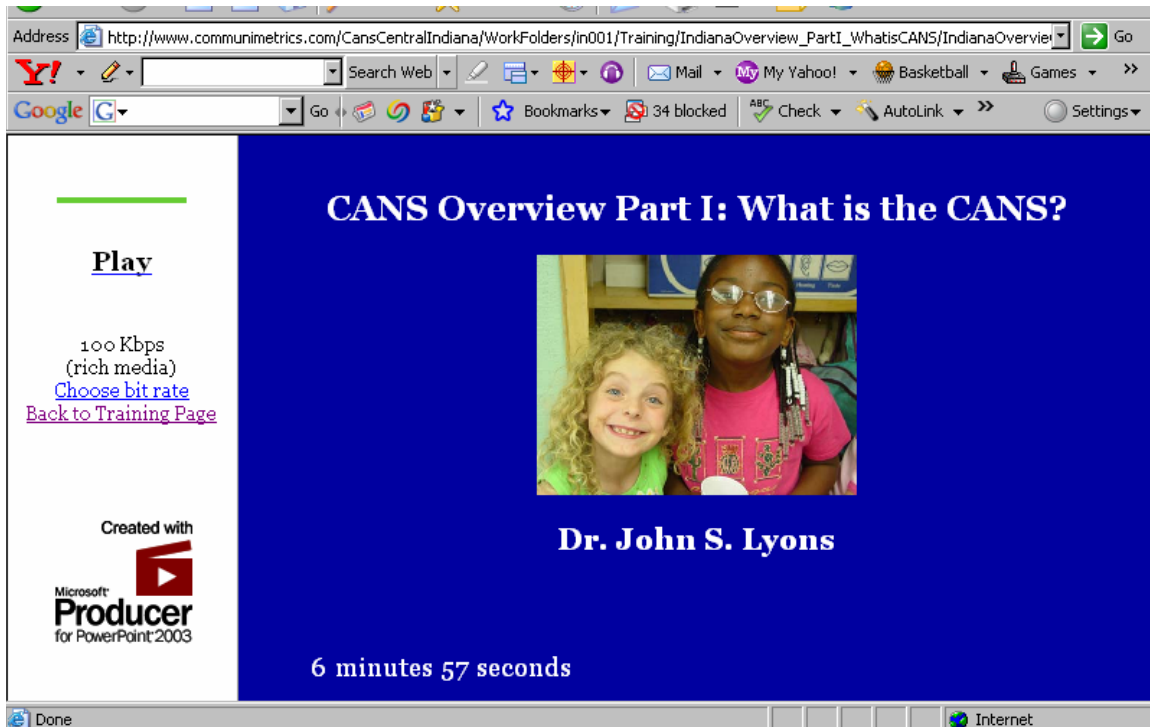 Address http://www.communimetrics.com/CansCentralIndiana/WorkFolders/in001/Training/IndianaOverview_PartI_WhatisCANS/IndianaOverview Go
Y! Search Web Mail My Yahoo! Basketball Games >>
Google G Go Bookmarks 34 blocked ABC Check AutoLink >> Settings
CANS Overview Part I: What is the CANS?
Play
100 Kbps
(rich media)
Choose bit rate
Back to Training Page
Dr. John S. Lyons
Created with
Microsoft
Producer
for PowerPoint 2003
6 minutes 57 seconds
Done Internet